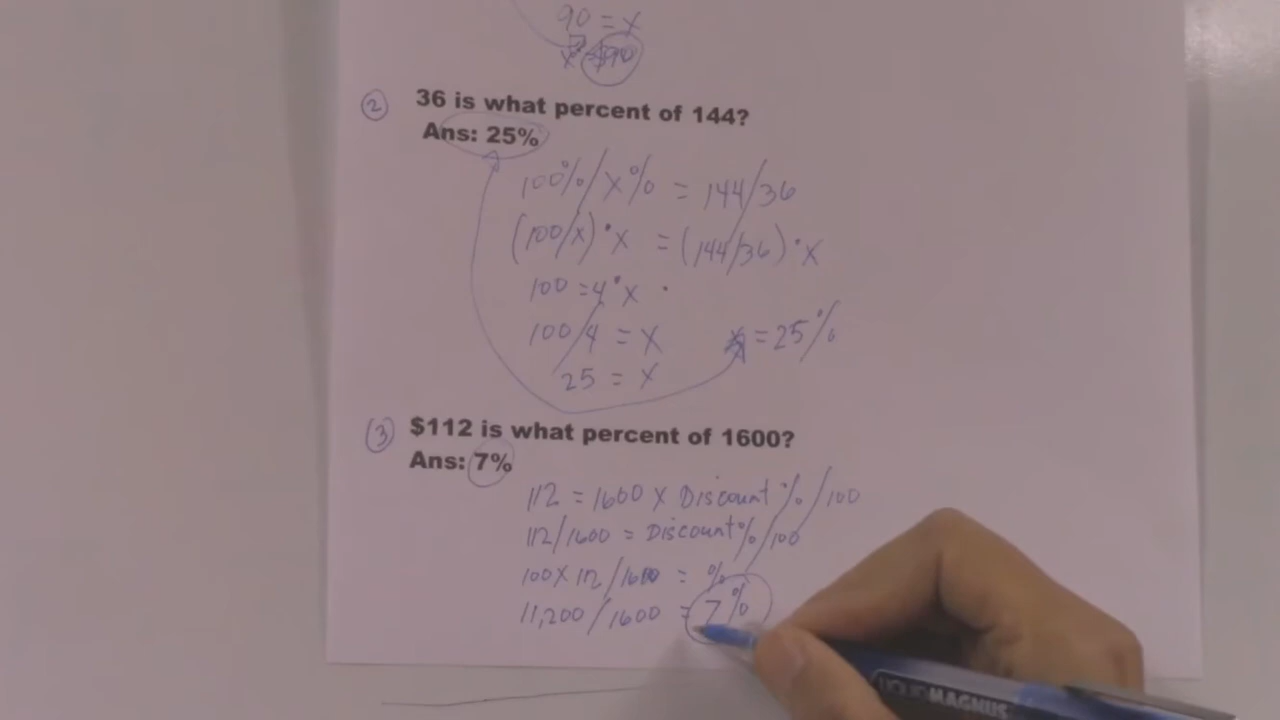 90 = x
x = $90
② 36 is what percent of 144?
Ans: 25%
100% / x% = 144/36
(100/x) · x = (144/36) · x
100 = 4 · x
100/4 = x
= 25%
25 = x
③ $112 is what percent of 1600?
Ans: 7%
112 = 1600 x Discount % / 100
112/1600 = Discount % / 100
100 x 112 / 1600 = %
11,200 / 1600 = 7%
MAGNUS